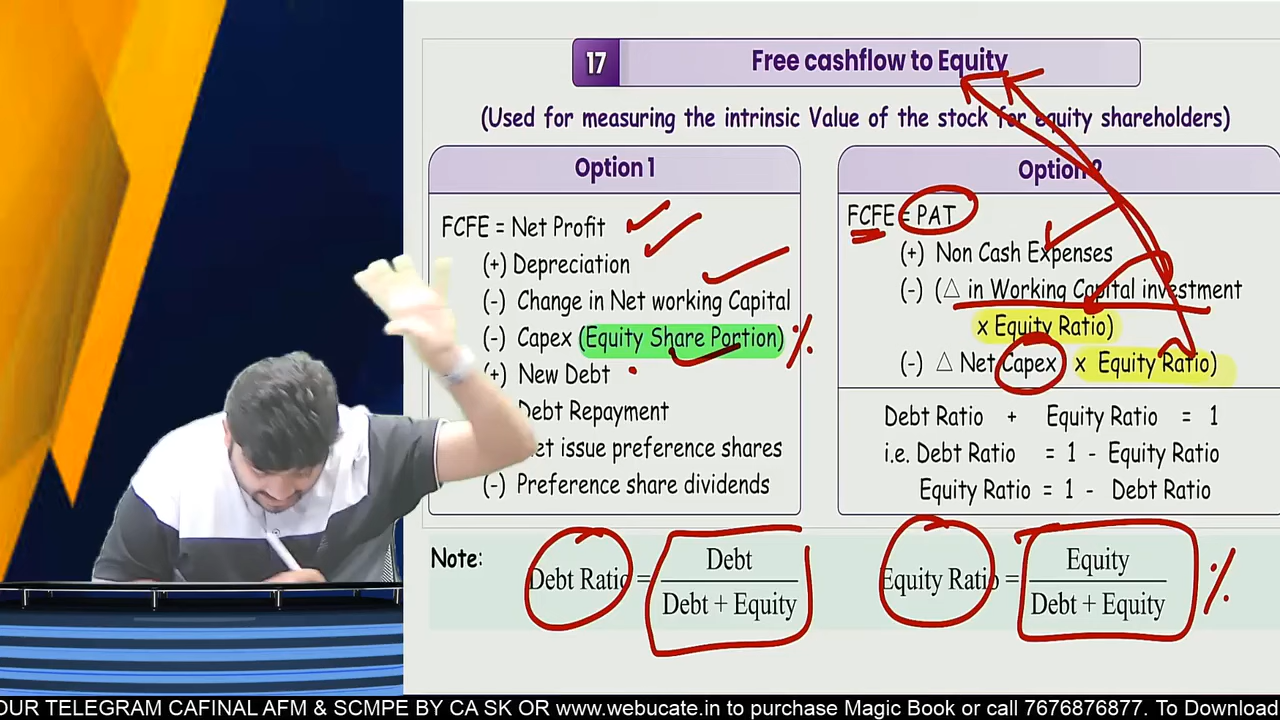 17 Free cashflow to Equity
(Used for measuring the intrinsic Value of the stock for equity shareholders)
Option 1
FCFE = Net Profit
(+) Depreciation
(-) Change in Net working Capital
(-) Capex (Equity Share Portion) %
(+) New Debt
Debt Repayment
issue preference shares
(-) Preference share dividends
Option 2
FCFE = PAT
(+) Non Cash Expenses
(-) (△ in Working Capital investment
x Equity Ratio)
(-) △ Net Capex x Equity Ratio)
Debt Ratio + Equity Ratio = 1
i.e. Debt Ratio = 1 - Equity Ratio
Equity Ratio = 1 - Debt Ratio
Note:
Debt Ratio = Debt
Debt + Equity
Equity Ratio = Equity %
Debt + Equity
OUR TELEGRAM CAFINAL AFM & SCMPE BY CA SK OR www.webucate.in to purchase Magic Book or call 7676876877. To Download